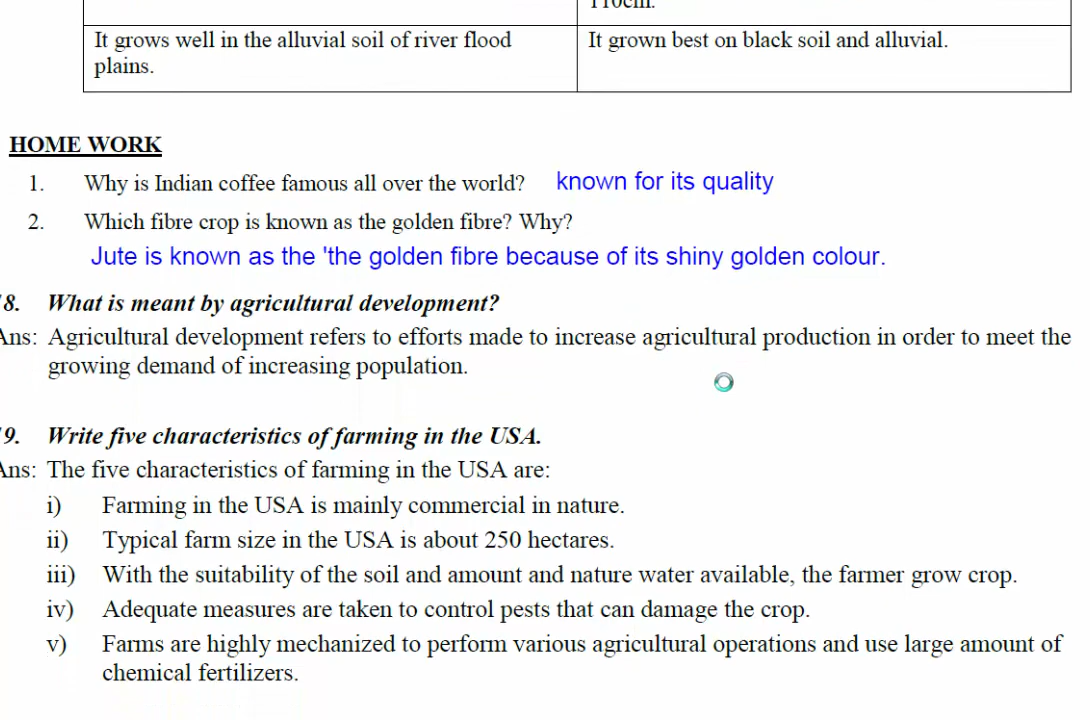 It grows well in the alluvial soil of river flood
plains.
It grown best on black soil and alluvial.
HOME WORK
1. Why is Indian coffee famous all over the world? known for its quality
2. Which fibre crop is known as the golden fibre? Why?
Jute is known as the 'the golden fibre because of its shiny golden colour.
8. What is meant by agricultural development?
Ans: Agricultural development refers to efforts made to increase agricultural production in order to meet the
growing demand of increasing population.
9. Write five characteristics of farming in the USA.
Ans: The five characteristics of farming in the USA are:
i) Farming in the USA is mainly commercial in nature.
ii) Typical farm size in the USA is about 250 hectares.
iii) With the suitability of the soil and amount and nature water available, the farmer grow crop.
iv) Adequate measures are taken to control pests that can damage the crop.
v) Farms are highly mechanized to perform various agricultural operations and use large amount of
chemical fertilizers.